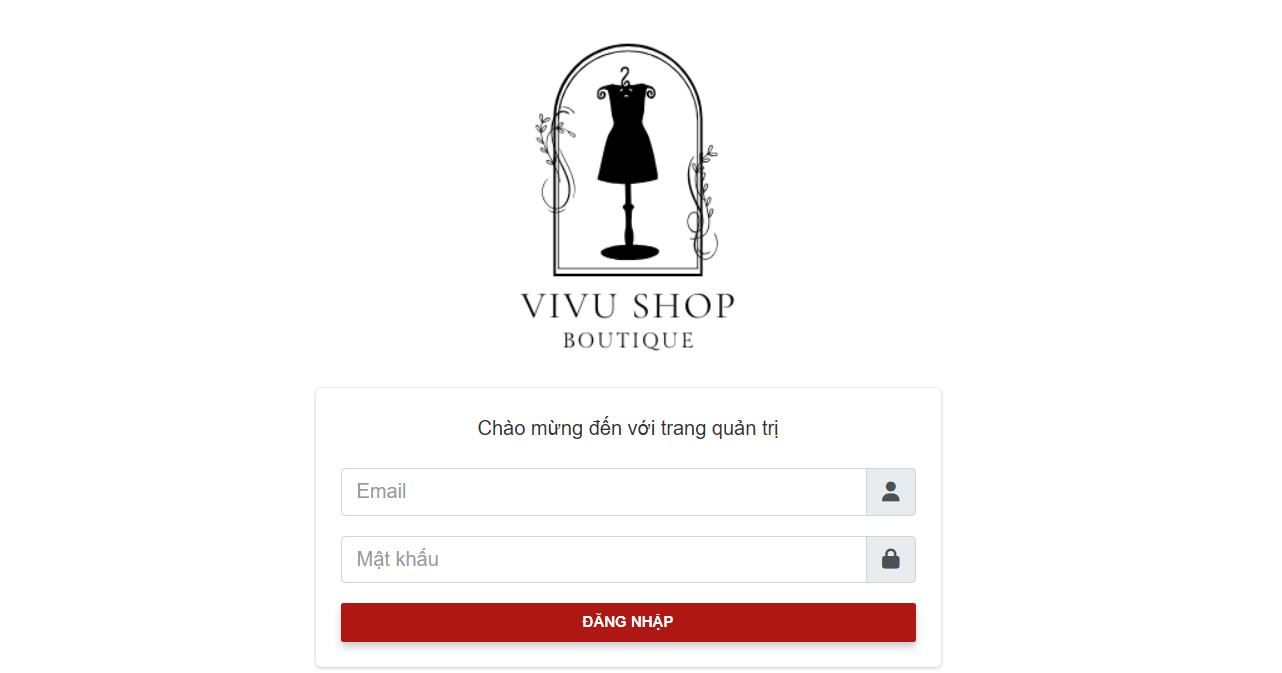 VIVU SHOP
BOUTIQUE
Chào mừng đến với trang quản trị
Email
Mật khẩu
ĐĂNG NHẬP